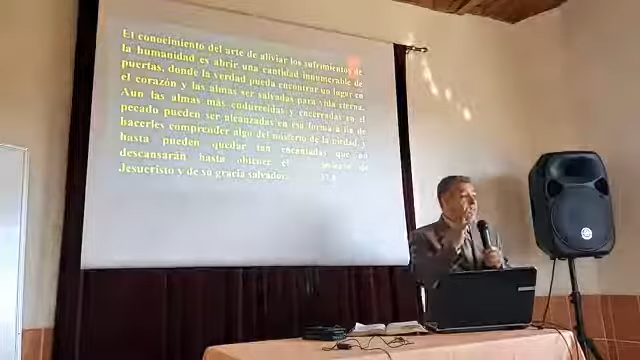 El conocimiento del arte de aliviar los sufrimientos de
la humanidad es abrir una cantidad innumerable de
puertas, donde la verdad pueda encontrar un lugar en
el corazón y las almas ser salvadas para vida eterna.
Aun las almas más endurecidas y encerradas en el
pecado pueden ser alcanzadas en esa forma a fin de
hacerles comprender algo del misterio de la piedad, y
hasta pueden quedar tan encantadas que no
descansarán hasta obtener el de
Jesucristo y de su gracia salvadora.